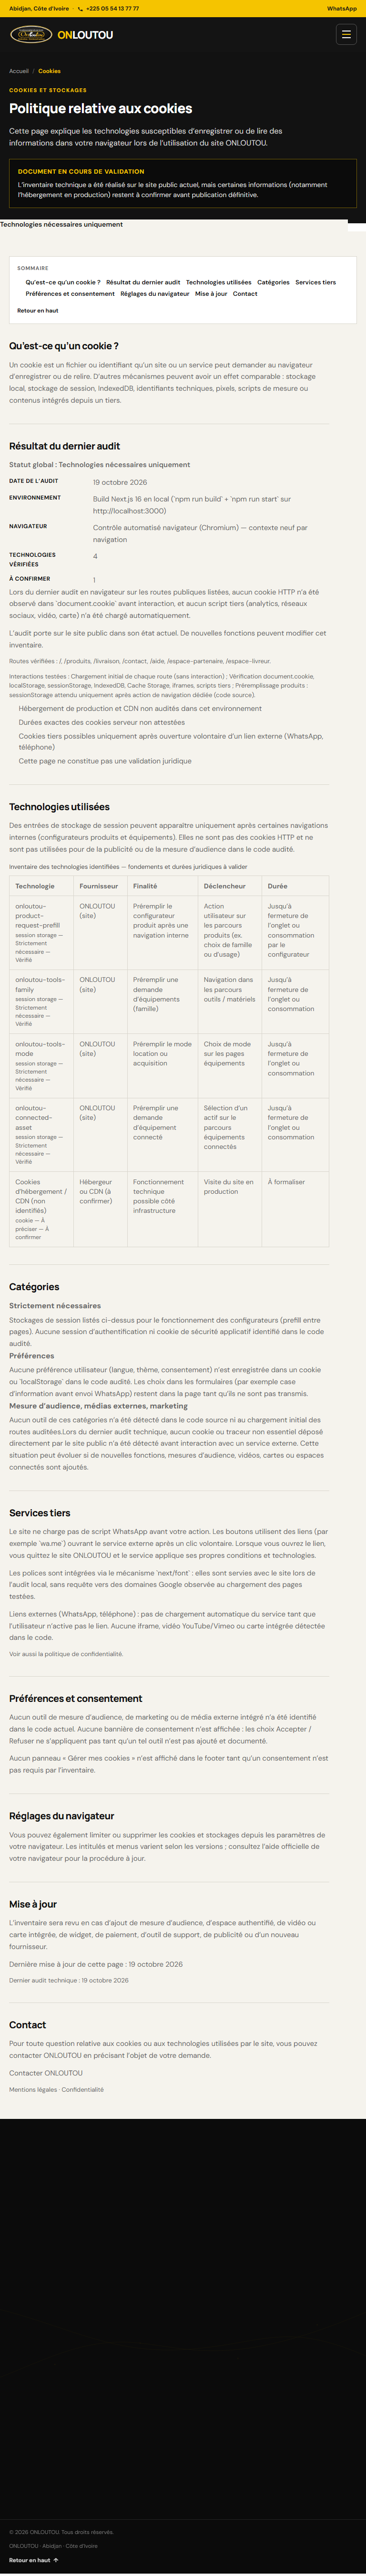 Abidjan, Côte d'Ivoire · +225 05 54 13 77 77
WhatsApp
ONLOUTOU
Accueil / Cookies
COOKIES ET STOCKAGES
Politique relative aux cookies
Cette page explique les technologies susceptibles d'enregistrer ou de lire des
informations dans votre navigateur lors de l'utilisation du site ONLOUTOU.
DOCUMENT EN COURS DE VALIDATION
L'inventaire technique a été réalisé sur le site public actuel, mais certaines informations (notamment
l'hébergement en production) restent à confirmer avant publication définitive.
Technologies nécessaires uniquement
SOMMAIRE
Qu'est-ce qu'un cookie ? Résultat du dernier audit Technologies utilisées Catégories Services tiers
Préférences et consentement Réglages du navigateur Mise à jour Contact
Retour en haut
Qu'est-ce qu'un cookie ?
Un cookie est un fichier ou identifiant qu'un site ou un service peut demander au navigateur
d'enregistrer ou de relire. D'autres mécanismes peuvent avoir un effet comparable : stockage
local, stockage de session, IndexedDB, identifiants techniques, pixels, scripts de mesure ou
contenus intégrés depuis un tiers.
Résultat du dernier audit
Statut global : Technologies nécessaires uniquement
DATE DE L'AUDIT
19 octobre 2026
ENVIRONNEMENT
Build Next.js 16 en local (`npm run build` + `npm run start` sur
http://localhost:3000)
NAVIGATEUR
Contrôle automatisé navigateur (Chromium) — contexte neuf par
navigation
TECHNOLOGIES
VÉRIFIÉES
4
À CONFIRMER
1
Lors du dernier audit en navigateur sur les routes publiques listées, aucun cookie HTTP n'a été
observé dans `document.cookie` avant interaction, et aucun script tiers (analytics, réseaux
sociaux, vidéo, carte) n'a été chargé automatiquement.
L'audit porte sur le site public dans son état actuel. De nouvelles fonctions peuvent modifier cet
inventaire.
Routes vérifiées : /, /produits, /livraison, /contact, /aide, /espace-partenaire, /espace-livreur.
Interactions testées : Chargement initial de chaque route (sans interaction) ; Vérification document.cookie,
localStorage, sessionStorage, IndexedDB, Cache Storage, iframes, scripts tiers ; Préremplissage produits :
sessionStorage attendu uniquement après action de navigation dédiée (code source).
Hébergement de production et CDN non audités dans cet environnement
Durées exactes des cookies serveur non attestées
Cookies tiers possibles uniquement après ouverture volontaire d'un lien externe (WhatsApp,
téléphone)
Cette page ne constitue pas une validation juridique
Technologies utilisées
Des entrées de stockage de session peuvent apparaître uniquement après certaines navigations
internes (configurateurs produits et équipements). Elles ne sont pas des cookies HTTP et ne
sont pas utilisées pour de la publicité ou de la mesure d'audience dans le code audité.
Inventaire des technologies identifiées — fondements et durées juridiques à valider
Technologie Fournisseur Finalité Déclencheur Durée
onloutou-
product-
request-prefill
session storage —
Strictement
nécessaire —
Vérifié
ONLOUTOU
(site)
Préremplir le
configurateur
produit après une
navigation interne
Action
utilisateur sur
les parcours
produits (ex.
choix de famille
ou d'usage)
Jusqu'à
fermeture de
l'onglet ou
consommation
par le
configurateur
onloutou-tools-
family
session storage —
Strictement
nécessaire —
Vérifié
ONLOUTOU
(site)
Préremplir une
demande
d'équipements
(famille)
Navigation dans
les parcours
outils / matériels
Jusqu'à
fermeture de
l'onglet ou
consommation
onloutou-tools-
mode
session storage —
Strictement
nécessaire —
Vérifié
ONLOUTOU
(site)
Préremplir le mode
location ou
acquisition
Choix de mode
sur les pages
équipements
Jusqu'à
fermeture de
l'onglet ou
consommation
onloutou-
connected-
asset
session storage —
Strictement
nécessaire —
Vérifié
ONLOUTOU
(site)
Préremplir une
demande
d'équipement
connecté
Sélection d'un
actif sur le
parcours
équipements
connectés
Jusqu'à
fermeture de
l'onglet ou
consommation
Cookies
d'hébergement /
CDN (non
identifiés)
cookie — À
préciser — À
confirmer
Hébergeur
ou CDN (à
confirmer)
Fonctionnement
technique
possible côté
infrastructure
Visite du site en
production
À formaliser
Catégories
Strictement nécessaires
Stockages de session listés ci-dessus pour le fonctionnement des configurateurs (prefill entre
pages). Aucune session d'authentification ni cookie de sécurité applicatif identifié dans le code
audité.
Préférences
Aucune préférence utilisateur (langue, thème, consentement) n'est enregistrée dans un cookie
ou `localStorage` dans le code audité. Les choix dans les formulaires (par exemple case
d'information avant envoi WhatsApp) restent dans la page tant qu'ils ne sont pas transmis.
Mesure d'audience, médias externes, marketing
Aucun outil de ces catégories n'a été détecté dans le code source ni au chargement initial des
routes auditées.Lors du dernier audit technique, aucun cookie ou traceur non essentiel déposé
directement par le site public n'a été détecté avant interaction avec un service externe. Cette
situation peut évoluer si de nouvelles fonctions, mesures d'audience, vidéos, cartes ou espaces
connectés sont ajoutés.
Services tiers
Le site ne charge pas de script WhatsApp avant votre action. Les boutons utilisent des liens (par
exemple `wa.me`) ouvrant le service externe après un clic volontaire. Lorsque vous ouvrez le lien,
vous quittez le site ONLOUTOU et le service applique ses propres conditions et technologies.
Les polices sont intégrées via le mécanisme `next/font` : elles sont servies avec le site lors de
l'audit local, sans requête vers des domaines Google observée au chargement des pages
testées.
Liens externes (WhatsApp, téléphone) : pas de chargement automatique du service tant que
l'utilisateur n'active pas le lien. Aucune iframe, vidéo YouTube/Vimeo ou carte intégrée détectée
dans le code.
Voir aussi la politique de confidentialité.
Préférences et consentement
Aucun outil de mesure d'audience, de marketing ou de média externe intégré n'a été identifié
dans le code actuel. Aucune bannière de consentement n'est affichée : les choix Accepter /
Refuser ne s'appliquent pas tant qu'un tel outil n'est pas ajouté et documenté.
Aucun panneau « Gérer mes cookies » n'est affiché dans le footer tant qu'un consentement n'est
pas requis par l'inventaire.
Réglages du navigateur
Vous pouvez également limiter ou supprimer les cookies et stockages depuis les paramètres de
votre navigateur. Les intitulés et menus varient selon les versions ; consultez l'aide officielle de
votre navigateur pour la procédure à jour.
Mise à jour
L'inventaire sera revu en cas d'ajout de mesure d'audience, d'espace authentifié, de vidéo ou
carte intégrée, de widget, de paiement, d'outil de support, de publicité ou d'un nouveau
fournisseur.
Dernière mise à jour de cette page : 19 octobre 2026
Dernier audit technique : 19 octobre 2026
Contact
Pour toute question relative aux cookies ou aux technologies utilisées par le site, vous pouvez
contacter ONLOUTOU en précisant l'objet de votre demande.
Contacter ONLOUTOU
Mentions légales · Confidentialité
© 2026 ONLOUTOU. Tous droits réservés.
ONLOUTOU · Abidjan · Côte d'Ivoire
Retour en haut ↑